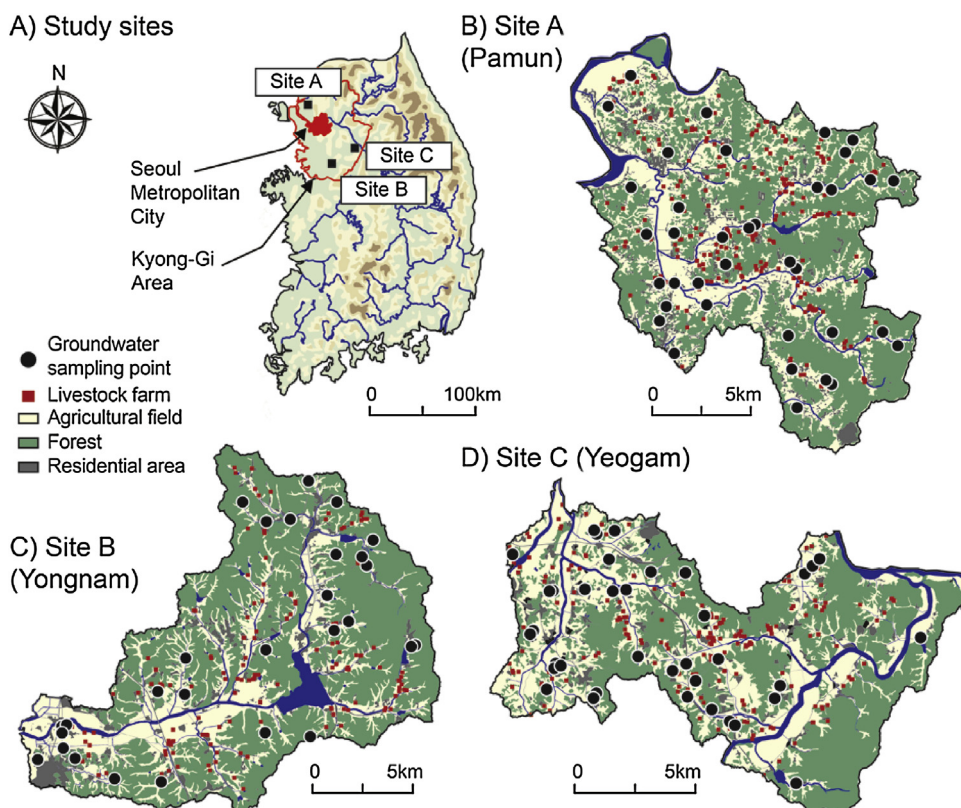 A) Study sites
N
Site A
Site C
Site B
Seoul
Metropolitan
City
Kyong-Gi
Area
0 100km
Groundwater
sampling point
Livestock farm
Agricultural field
Forest
Residential area
B) Site A
(Pamun)
0 5km
C) Site B
(Yongnam)
0 5km
D) Site C (Yeogam)
0 5km